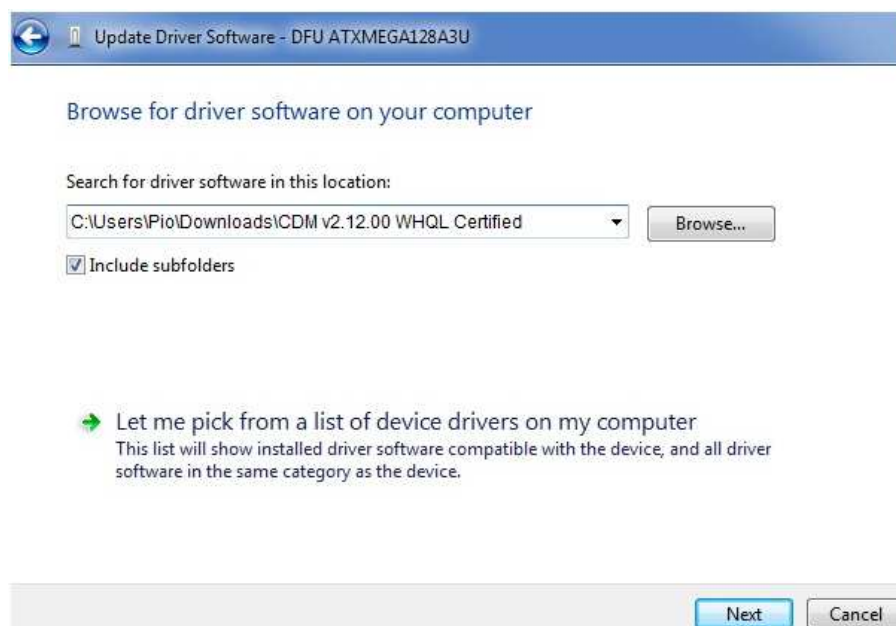 Update Driver Software - DFU ATXMEGA128A3U
Browse for driver software on your computer
Search for driver software in this location:
C:\Users\Pio\Downloads\CDM v2.12.00 WHQL Certified
Browse...
Include subfolders
Let me pick from a list of device drivers on my computer
This list will show installed driver software compatible with the device, and all driver
software in the same category as the device.
Next
Cancel